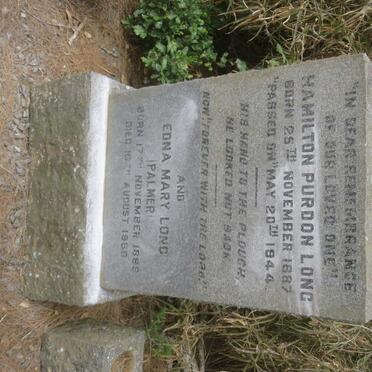 "IN DEAR REMEMBRANCE
OF OUR LOVED ONE"
HAMILTON PURDON LONG
BORN 25TH NOVEMBER 1887
"PASSED ON" MAY 20TH 1944.
HIS HAND TO THE PLOUGH,
HE LOOKED NOT BACK
NOW "FOREVER WITH THE LORD."
AND
EDNA MARY LONG
(PALMER)
BORN 17TH NOVEMBER 1889
DIED 10TH AUGUST 1980